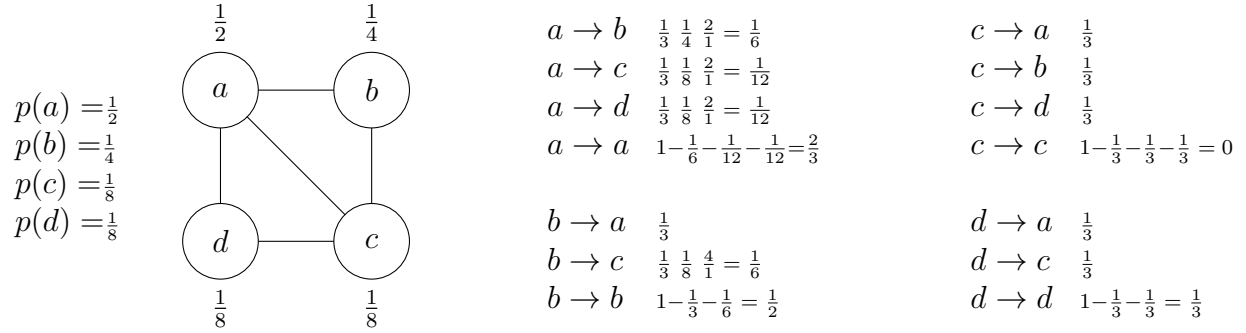 p(a) = 1/2
p(b) = 1/4
p(c) = 1/8
p(d) = 1/8
1/2 1/4
a b
d c
1/8 1/8
a → b 1/3 1/4 2/1 = 1/6
a → c 1/3 1/8 2/1 = 1/12
a → d 1/3 1/8 2/1 = 1/12
a → a 1−1/6−1/12−1/12=2/3
b → a 1/3
b → c 1/3 1/8 4/1 = 1/6
b → b 1−1/3−1/6 = 1/2
c → a 1/3
c → b 1/3
c → d 1/3
c → c 1−1/3−1/3−1/3 = 0
d → a 1/3
d → c 1/3
d → d 1−1/3−1/3 = 1/3